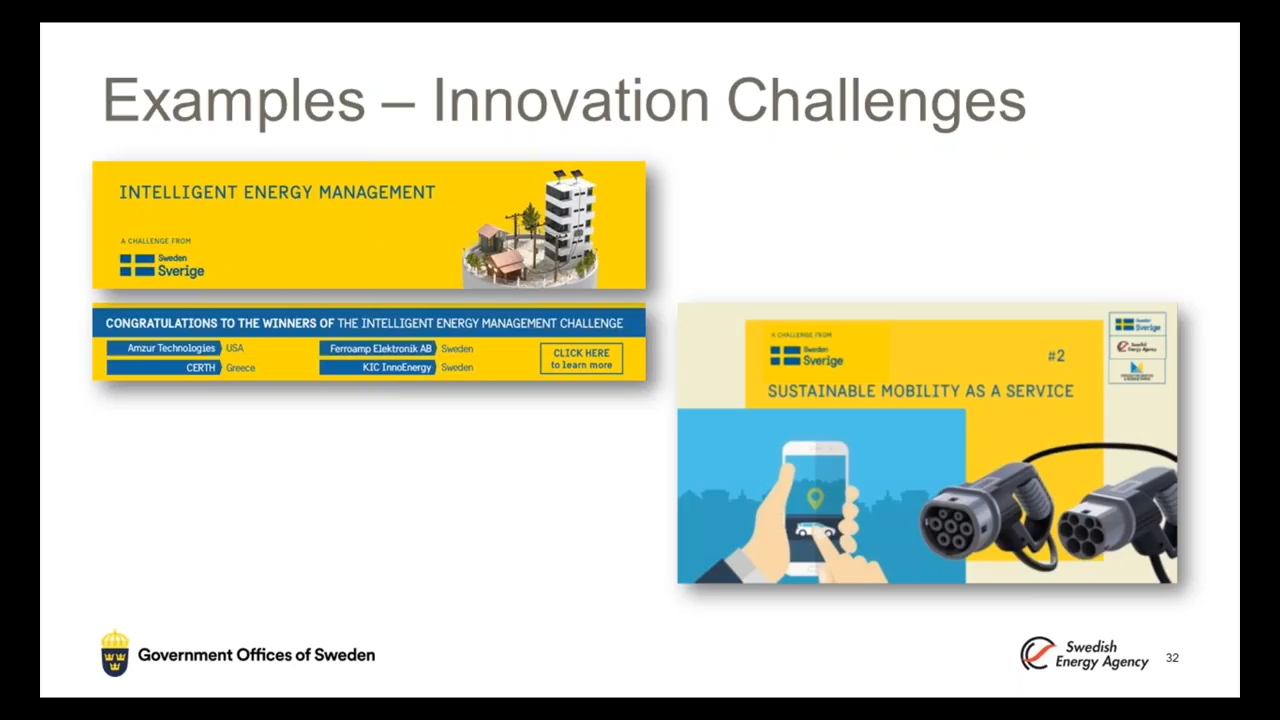 Examples – Innovation Challenges
INTELLIGENT ENERGY MANAGEMENT
A CHALLENGE FROM
Sweden
Sverige
CONGRATULATIONS TO THE WINNERS OF THE INTELLIGENT ENERGY MANAGEMENT CHALLENGE
Amzur Technologies USA
CERTH Greece
Ferroamp Elektronik AB Sweden
KIC InnoEnergy Sweden
CLICK HERE
to learn more
A CHALLENGE FROM
Sweden
Sverige
#2
SUSTAINABLE MOBILITY AS A SERVICE
Sweden
Sverige
Swedish
Energy Agency
Government Offices of Sweden
Swedish
Energy Agency
32